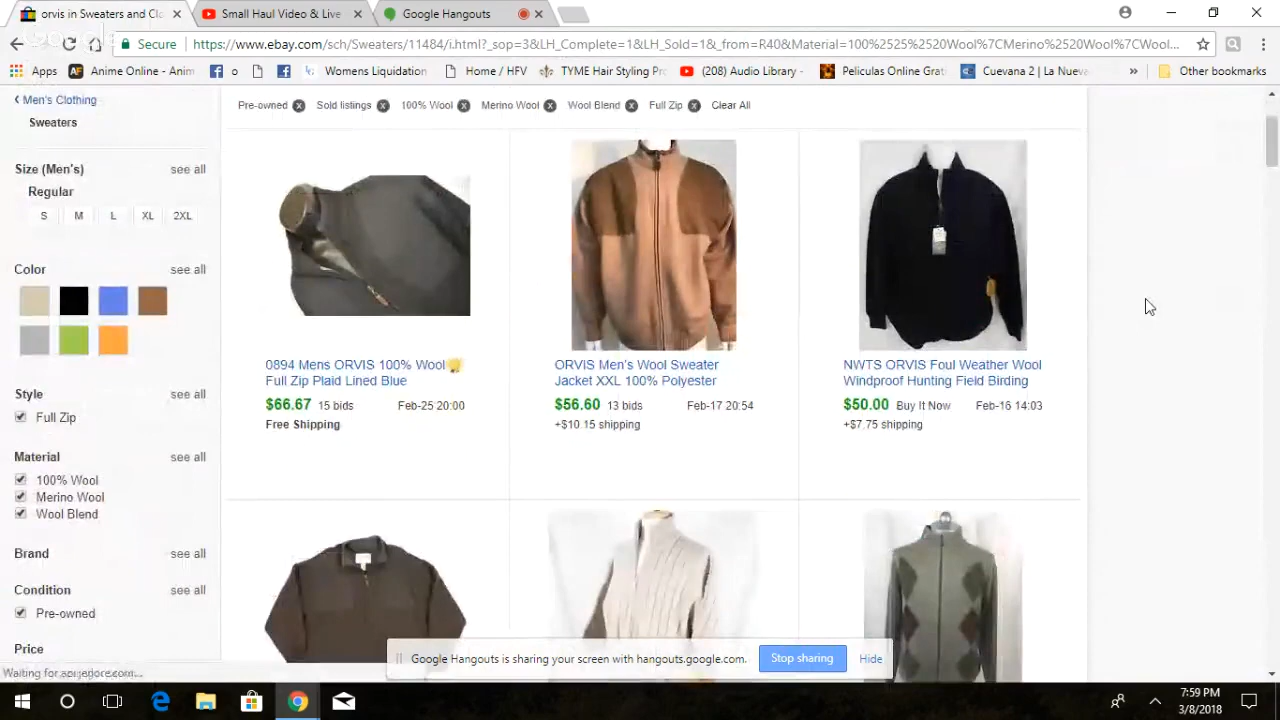 orvis in Sweaters and Clo
Small Haul Video & Live
Google Hangouts
Secure
https://www.ebay.com/sch/Sweaters/11484/i.html?_sop=3&LH_Complete=1&LH_Sold=1&_from=R40&Material=100%2525%2520Wool%7CMerino%2520Wool%7CWool...
Apps
Anime Online - Anim
o
Womens Liquidation
Home / HFV
TYME Hair Styling Pro
(208) Audio Library -
Peliculas Online Grati
Cuevana 2 | La Nueva
»
Other bookmarks
Men's Clothing
Sweaters
Pre-owned
Sold listings
100% Wool
Merino Wool
Wool Blend
Full Zip
Clear All
Size (Men's)
see all
Regular
S
M
L
XL
2XL
Color
see all
Style
see all
Full Zip
Material
see all
100% Wool
Merino Wool
Wool Blend
Brand
see all
Condition
see all
Pre-owned
Price
0894 Mens ORVIS 100% Wool
Full Zip Plaid Lined Blue
$66.67 15 bids Feb-25 20:00
Free Shipping
ORVIS Men's Wool Sweater
Jacket XXL 100% Polyester
$56.60 13 bids Feb-17 20:54
+$10.15 shipping
NWTS ORVIS Foul Weather Wool
Windproof Hunting Field Birding
$50.00 Buy It Now Feb-16 14:03
+$7.75 shipping
Google Hangouts is sharing your screen with hangouts.google.com.
Stop sharing
Hide
7:59 PM
3/8/2018